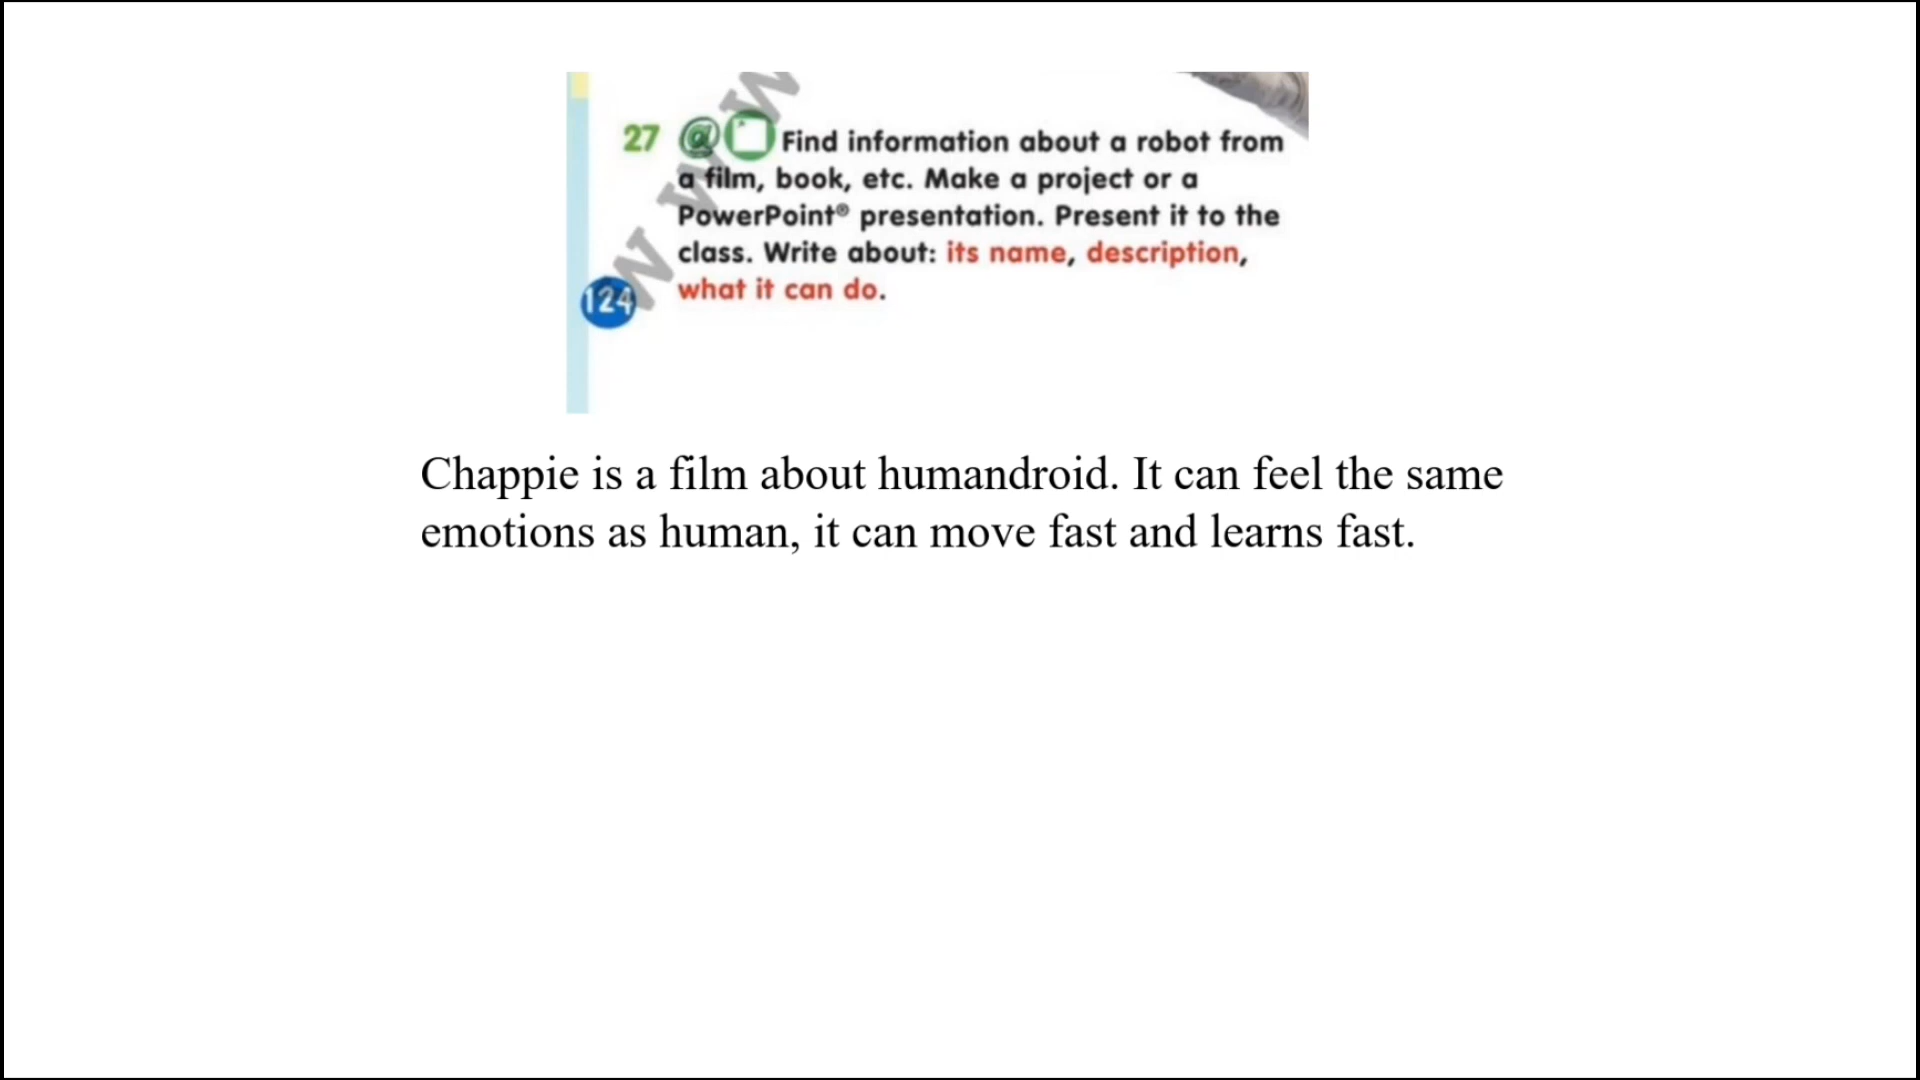 27 @ Find information about a robot from
a film, book, etc. Make a project or a
PowerPoint® presentation. Present it to the
class. Write about: its name, description,
what it can do.
124
W W W
Chappie is a film about humandroid. It can feel the same
emotions as human, it can move fast and learns fast.